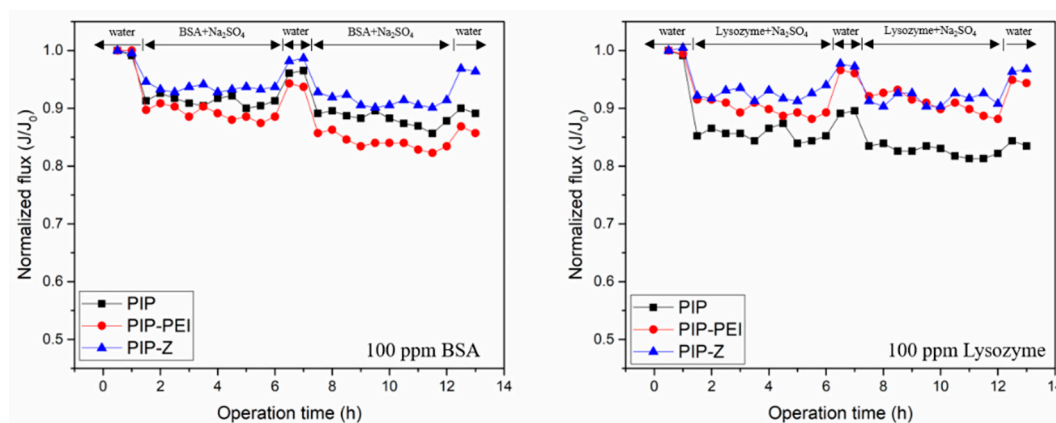 water
BSA+Na₂SO₄
water
BSA+Na₂SO₄
water
1.0
0.9
0.8
0.7
0.6
0.5
Normalized flux (J/J₀)
PIP
PIP-PEI
PIP-Z
100 ppm BSA
0 2 4 6 8 10 12 14
Operation time (h)
water
Lysozyme+Na₂SO₄
water
Lysozyme+Na₂SO₄
water
1.0
0.9
0.8
0.7
0.6
0.5
Normalized flux (J/J₀)
PIP
PIP-PEI
PIP-Z
100 ppm Lysozyme
0 2 4 6 8 10 12 14
Operation time (h)